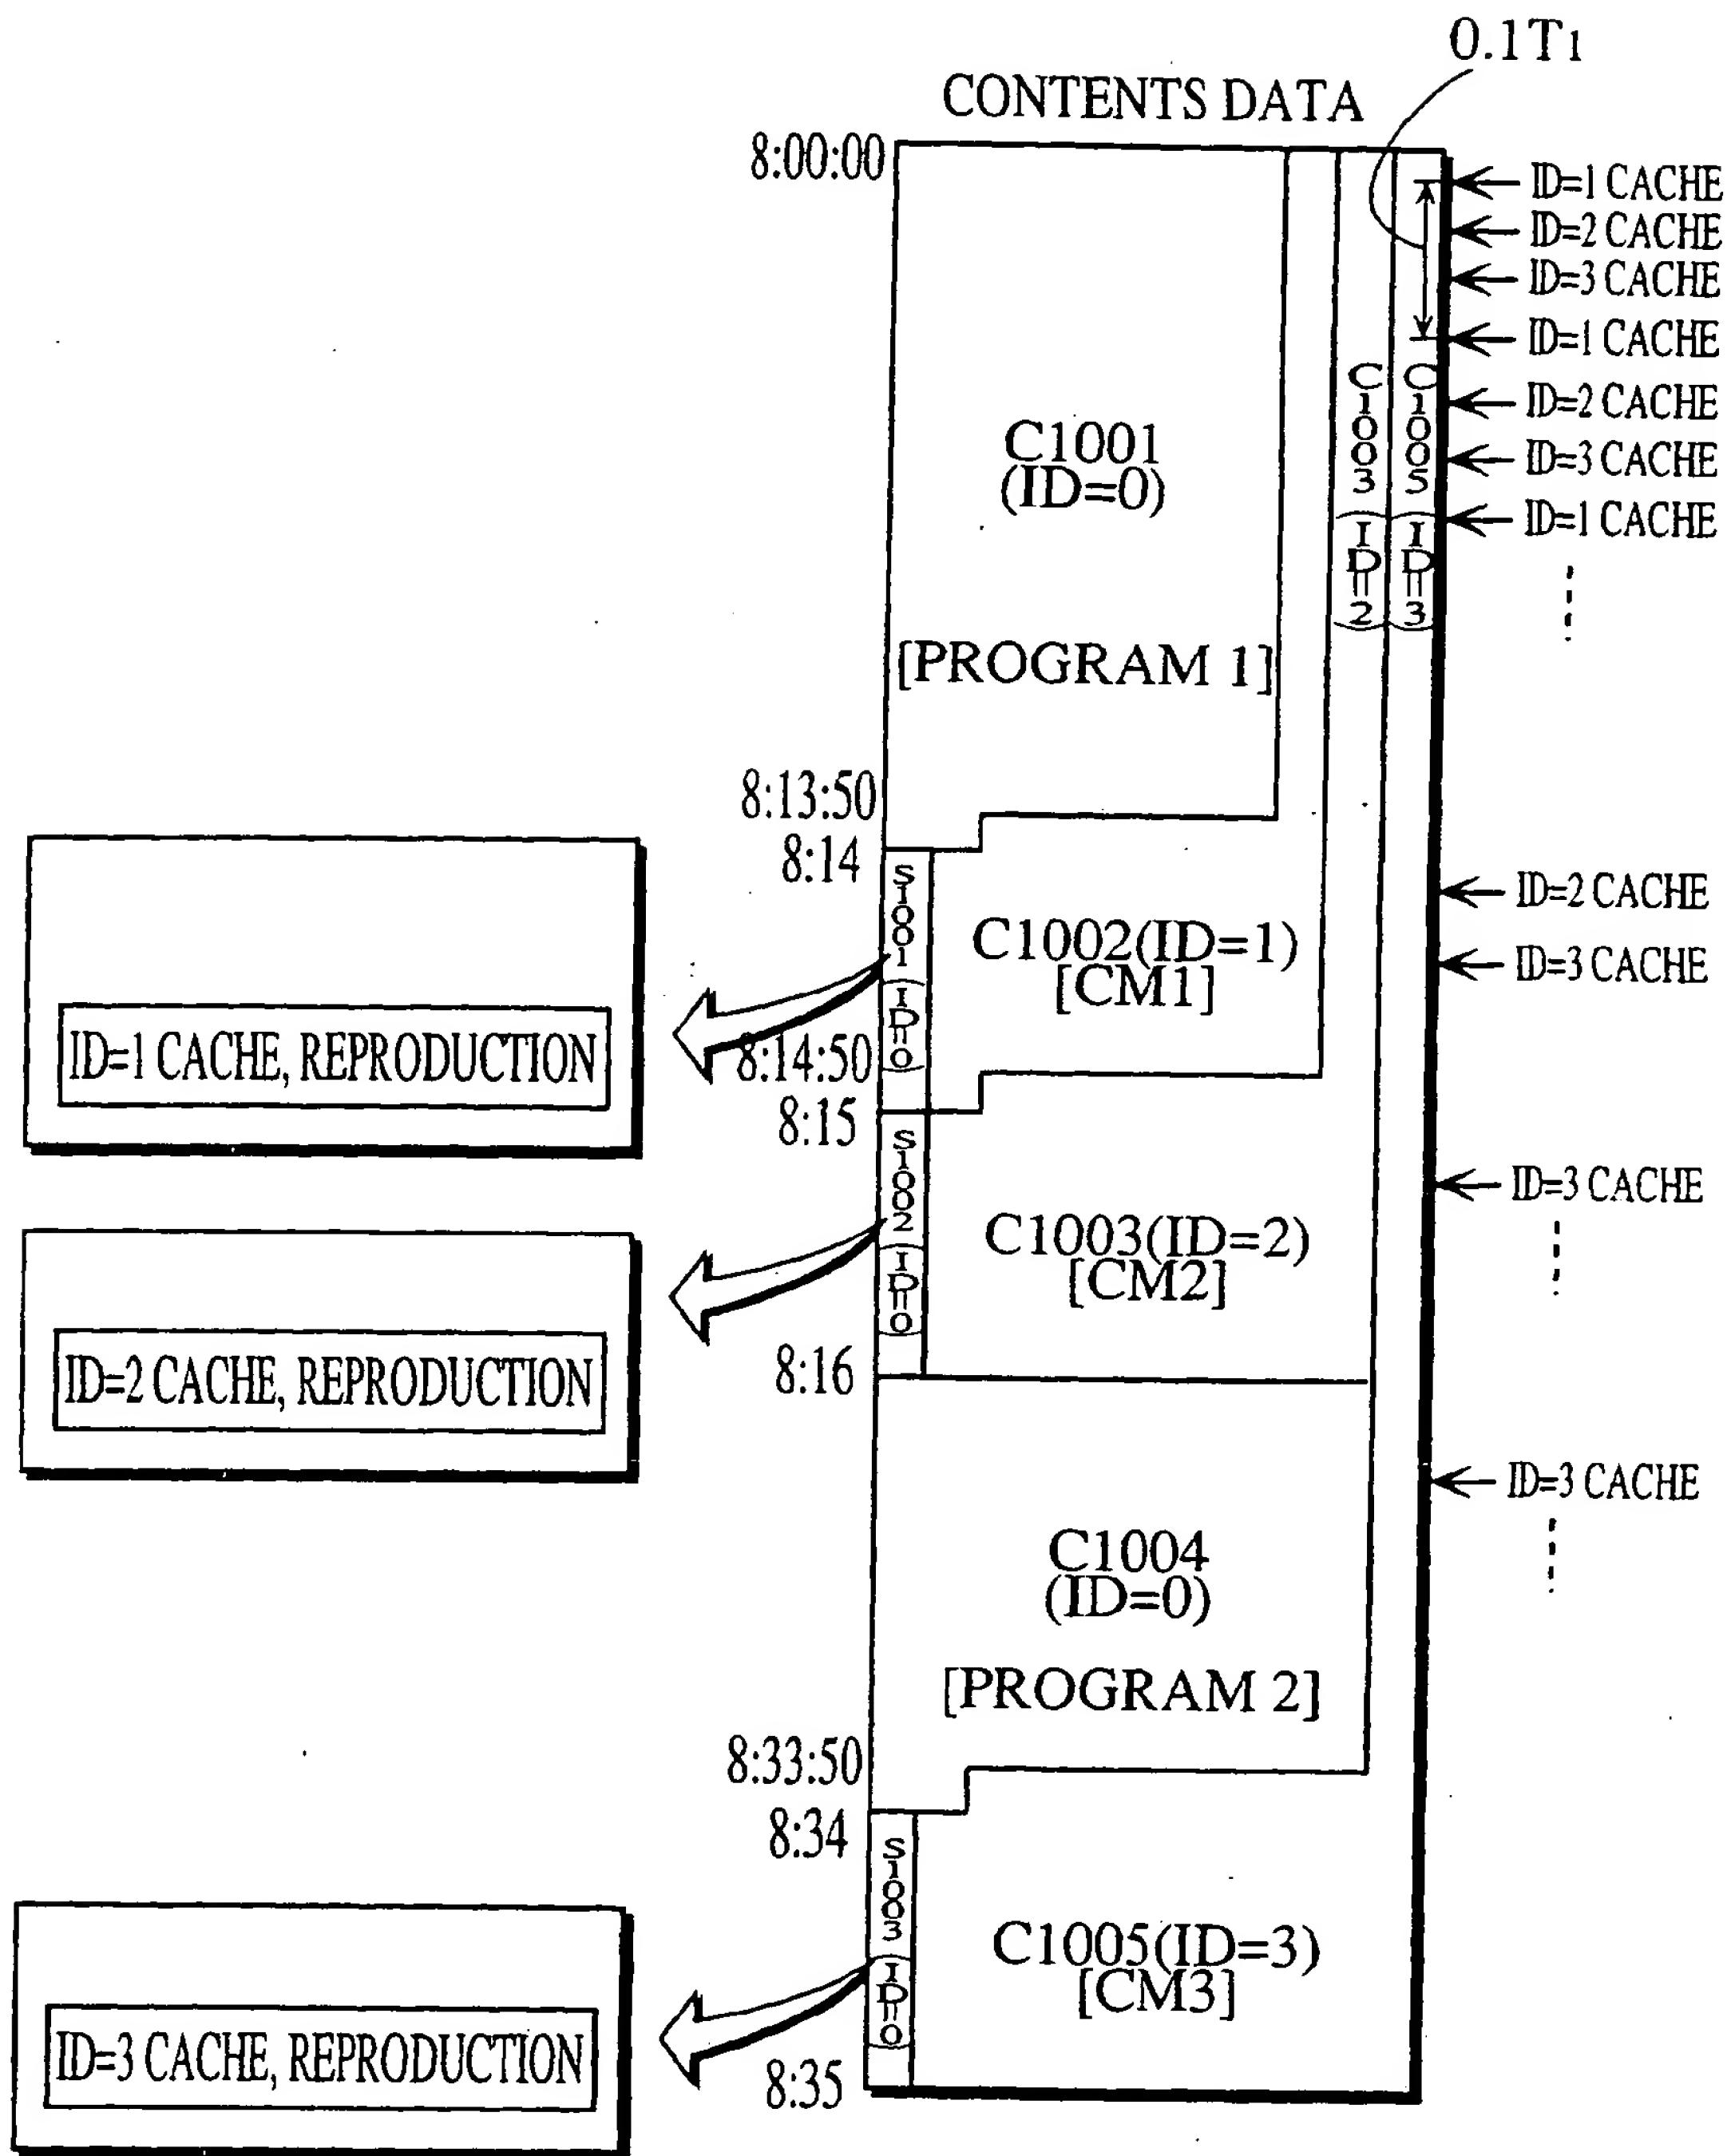 0.1T1
CONTENTS DATA
8:00:00
ID=1 CACHE
ID=2 CACHE
ID=3 CACHE
ID=1 CACHE
ID=2 CACHE
ID=3 CACHE
ID=1 CACHE
C1001
(ID=0)
[PROGRAM 1]
C1003(ID=2)
C1005(ID=3)
8:13:50
8:14
S1001(ID=0)
C1002(ID=1)
[CM1]
ID=2 CACHE
ID=3 CACHE
ID=1 CACHE, REPRODUCTION
8:14:50
8:15
S1002(ID=0)
C1003(ID=2)
[CM2]
ID=3 CACHE
ID=2 CACHE, REPRODUCTION
8:16
ID=3 CACHE
C1004
(ID=0)
[PROGRAM 2]
8:33:50
8:34
S1003(ID=0)
C1005(ID=3)
[CM3]
ID=3 CACHE, REPRODUCTION
8:35